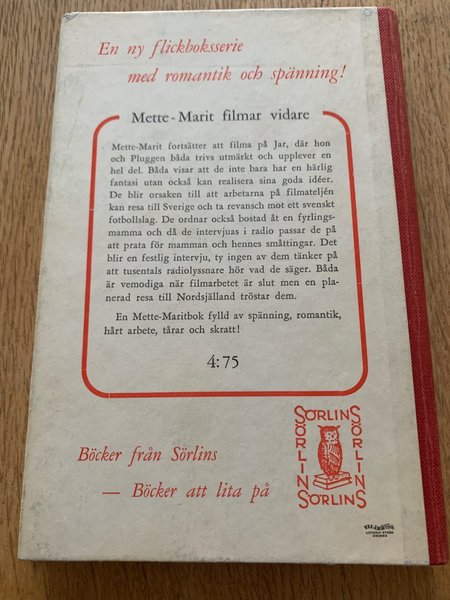 En ny flickboksserie
med romantik och spänning!
Mette-Marit filmar vidare
Mette-Marit fortsätter att filma på Jar, där hon
och Pluggen båda trivs utmärkt och upplever en
hel del. Båda visar att de inte bara har en härlig
fantasi utan också kan realisera sina goda idéer.
De blir orsaken till att arbetarna på filmateljén
kan resa till Sverige och ta revansch mot ett svenskt
fotbollslag. De ordnar också bostad åt en fyrlings-
mamma och då de intervjuas i radio passar de på
att prata för mamman och hennes småttingar. Det
blir en festlig intervju, ty ingen av dem tänker på
att tusentals radiolyssnare hör vad de säger. Båda
är vemodiga när filmarbetet är slut men en pla-
nerad resa till Nordsjälland tröstar dem.
En Mette-Maritbok fylld av spänning, romantik,
hårt arbete, tårar och skratt!
4:75
Böcker från Sörlins
— Böcker att lita på
SÖRLINS
SÖRLIN
SÖRLIN
SÖRLINS